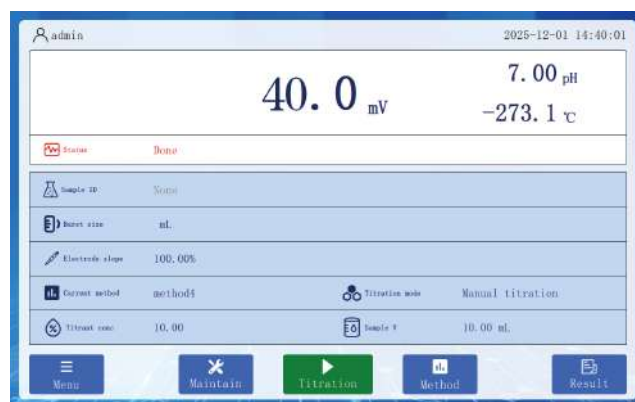 admin 2025-12-01 14:40:01
40.0 mV
7.00 pH
-273.1 ℃
Status Done
Sample ID None
Buret size mL
Electrode slope 100.00%
Current method method4 Titration mode Manual titration
Titrant conc 10.00 Sample V 10.00 mL
Menu Maintain Titration Method Result